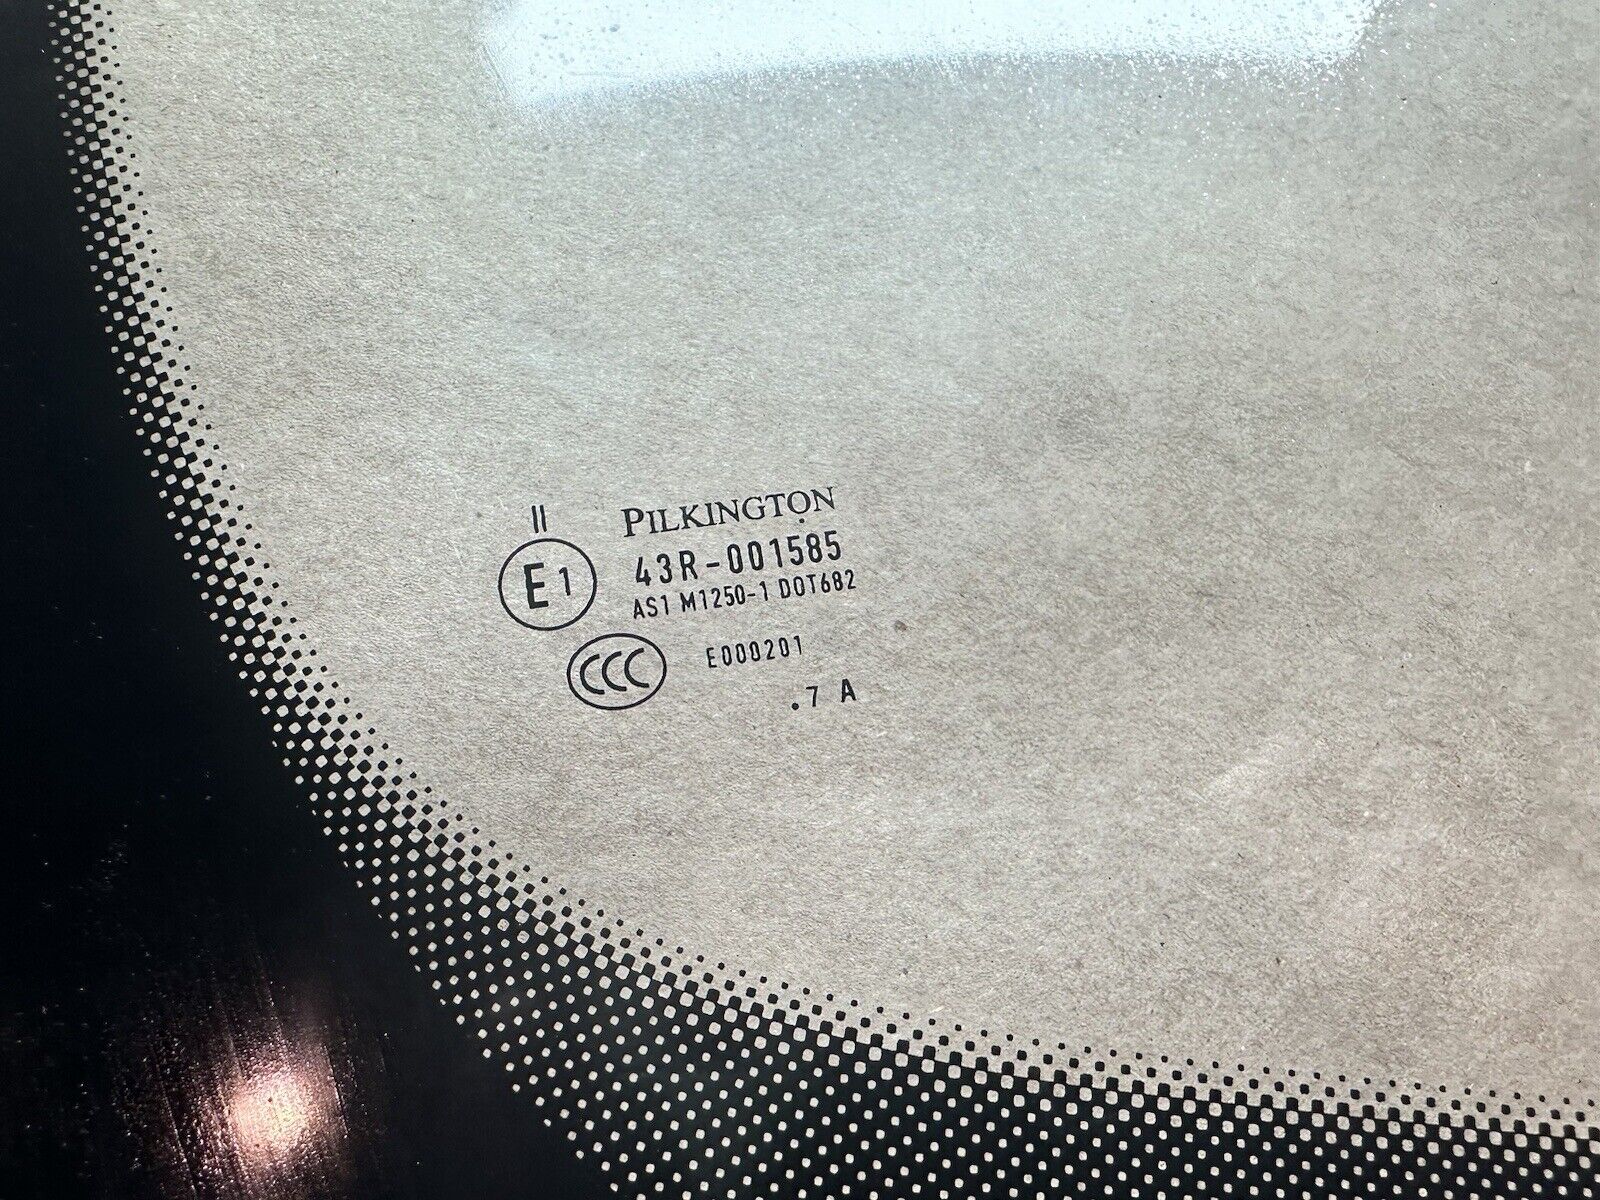 II
PILKINGTON
E1
43R-001585
AS1 M1250-1 DOT682
CCC
E000201
.7 A